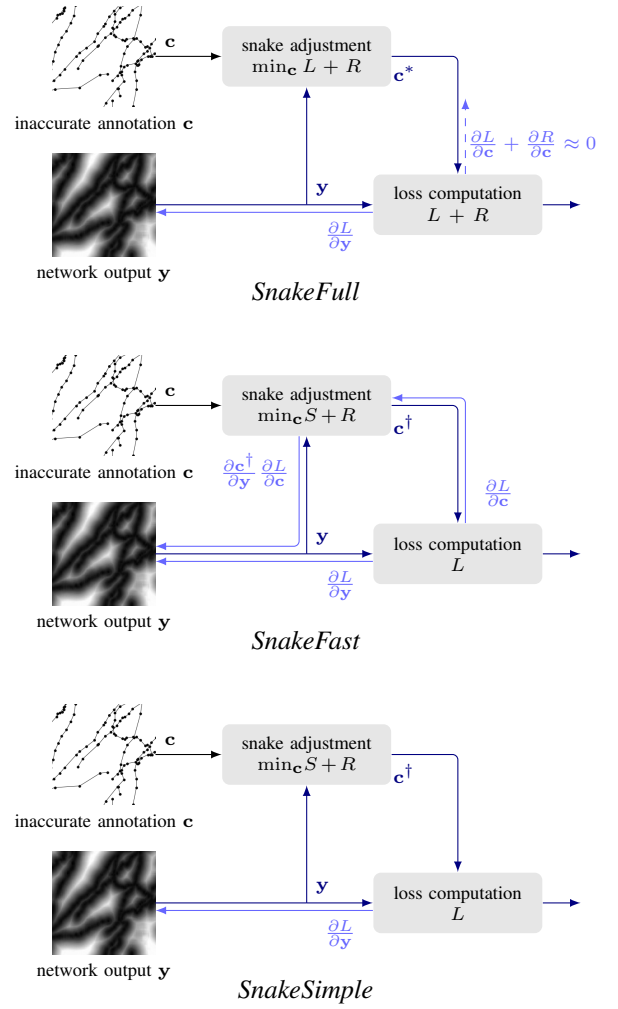 c
snake adjustment
min_c L + R
c*
inaccurate annotation c
∂L/∂c + ∂R/∂c ≈ 0
y
loss computation
L + R
∂L/∂y
network output y
SnakeFull
c
snake adjustment
min_c S + R
c†
inaccurate annotation c
∂c†/∂y ∂L/∂c
∂L/∂c
y
loss computation
L
∂L/∂y
network output y
SnakeFast
c
snake adjustment
min_c S + R
c†
inaccurate annotation c
y
loss computation
L
∂L/∂y
network output y
SnakeSimple